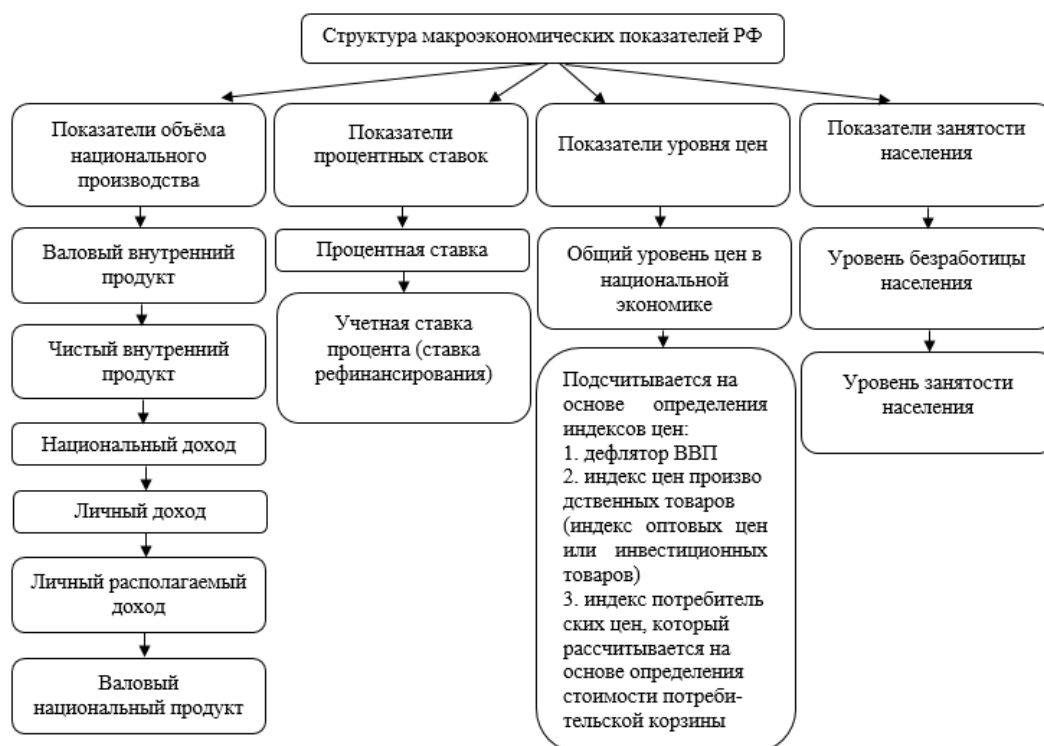 Структура макроэкономических показателей РФ
Показатели объёма
национального
производства
Показатели
процентных ставок
Показатели уровня цен
Показатели занятости
населения
Валовый внутренний
продукт
Процентная ставка
Общий уровень цен в
национальной
экономике
Уровень безработицы
населения
Чистый внутренний
продукт
Учетная ставка
процента (ставка
рефинансирования)
Подсчитывается на
основе определения
индексов цен:
1. дефлятор ВВП
2. индекс цен произво
дственных товаров
(индекс оптовых цен
или инвестиционных
товаров)
3. индекс потребитель
ских цен, который
рассчитывается на
основе определения
стоимости потреби-
тельской корзины
Уровень занятости
населения
Национальный доход
Личный доход
Личный располагаемый
доход
Валовый
национальный продукт